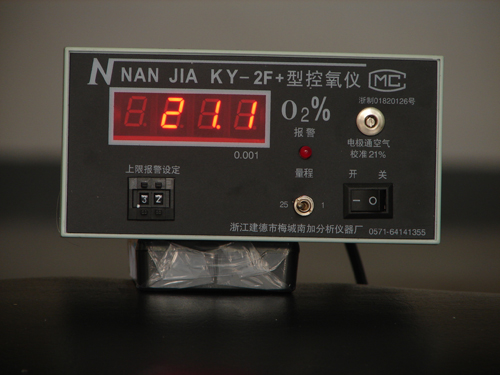 N NAN JIA KY-2F+型控氧仪 MC
浙制01820126号
21.1
O2%
报警
0.001
电极通空气
校准21%
上限报警设定
32
量程
25 1
开 关
– O
浙江建德市梅城南加分析仪器厂 0571-64141355